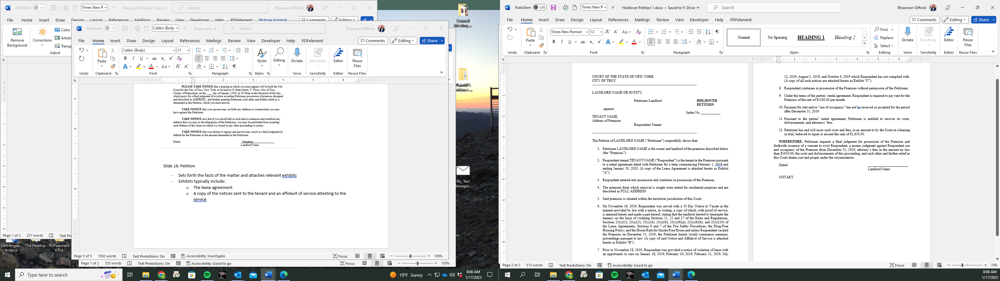 AutoSave Off Times New R Notice of Petition 1.docx Search Rhiannon Gifford
File Home Insert Draw Design Layout References Mailings Review View Developer Help PDFelement Picture Format Comments Editing
Remove Background
Corrections
Color
Artistic
Transp
Adjust
AutoSave Off Calibri (Body Slides.docx Search Rhiannon Gifford
File Home Insert Draw Design Layout References Mailings Review View Developer Help PDFelement Comments Editing Share
Calibri (Body) 11
Paste Styles Editing Dictate Sensitivity Editor Reuse Files
Undo Clipboard Font Paragraph Styles Voice Sensitivity Editor Reuse Files
PLEASE TAKE NOTICE that a hearing at which you must appear will be held the City
Court for the City of Troy, New York, to be held at 51 State Street, 3rd Floor, City of Troy,
County of Rensselaer, on the ____ day of January, 2020, at 10:00am in the forenoon of the day,
which prays for a final judgment of eviction awarding Petitioner possession of premises designed
and described as ADDRESS , and further granting Petitioner such other and further relief as is
demanded in the Petition, which you must answer.
TAKE NOTICE that your answer may set forth any defense or counterclaim you may
have against the Petitioner.
TAKE NOTICE also that if you should fail at such time to interpose and establish any
defense that you may to the allegations of the Petitioner, you may be precluded from asserting
such defense of the claim on which it is based in any other proceeding or action.
TAKE NOTICE that your failure to appear and answer may result in a final judgment by
default for the Petitioner in the amount demanded in the Petitioner.
Dated: Signatrue
Landlord Name
Slide 16: Petition
- Sets forth the facts of the matter and attaches relevant exhibits
- Exhibits typically include:
o The lease agreement
o A copy of the notices sent to the tenant and an affidavit of service attesting to the
service
Page 5 of 5 1592 words Text Predictions: On Accessibility: Investigate Focus 100%
Page 1 of 2 335 words Text Predictions: On Accessibility: Good to go Focus 100%
Page 1 of 2 237 words Text Pre
non-engae... ltr.docx
Old Desktop
PDFelement 6 Pro
Council Meeting ...
Plaintiff's
Re_ Text
Type here to search
19°F Sunny
8:00 AM
1/17/2023
AutoSave Off Times New R Holdover Petition 1.docx • Saved to F: Drive Search Rhiannon Gifford
File Home Insert Draw Design Layout References Mailings Review View Developer Help PDFelement Comments Editing Share
Times New Roman 12
Paste Normal No Spacing HEADING 1 Heading 2 Find Replace Select Dictate Sensitivity Editor Reuse Files
Undo Clipboard Font Paragraph Styles Editing Voice Sensitivity Editor Reuse Files
COURT OF THE STATE OF NEW YORK
CITY OF TROY
LANDLORD NAME OR ENTITY,
Petitioner-Landlord HOLDOVER
PETITION
-against-
Index No. ____________
TENANT NAME,
Address of Premises
Respondent-Tenant
The Petition of LANDLORD NAME (“Petitioner”) respectfully shows that:
1. Petitioner LANDLORD NAME is the owner and landlord of the premises described below
(the “Premises”).
2. Respondent-tenant TENANT NAME (“Respondent”) is the tenant in the Premises pursuant
to a rental agreement dated with Petitioner for a term commencing February 1, 2019 and
ending January 30, 2020. (A copy of the Lease Agreement is attached hereto as Exhibit
“A”).
3. Respondent entered into possession and continues in possession of the Premises.
4. The premises from which removal is sought were rented for residential purposes and are
described as FULL ADDRESS
5. Said premises is situated within the territorial jurisdiction of this Court.
6. On November 18, 2019, Respondent was served with a 30 Day Notice to Vacate in the
manner provided by law with a notice, in writing, a copy of which, with proof of service,
is annexed hereto and made a part hereof, stating that the landlord elected to terminate the
tenancy on the basis of violating Sections 11, 12 and 27 of the Rules and Regulations;
Sections 23(c)(1); 23(c)(3); 23(c)(4); 23(c)(6); 23(c)(6)(a); 23(c)(6)(b), and 23(c)(10) of
the Lease Agreements; Sections 6 and 7 of the Fire Safety Procedures; the Drug-Free
Housing Policy; and the House Rule for Smoke Free House and unless Respondent vacated
the Premises on December 31, 2019, the Petitioner herein would commence summary
proceedings pursuant to law. (A copy of said Notice and Affidavit of Service is attached
hereto as Exhibit “B”).
7. Prior to November 18, 2019, Respondent was provided a notice of violation of lease with
an opportunity to cure on January 28, 2019; February 19, 2019; February 21, 2019; July
12, 2019; August 5, 2019; and October 4, 2019 which Respondent has not complied with.
(A copy of all such notices are attached hereto as Exhibit “C”).
8. Respondent continues in possession of the Premises without permission of the Petitioner.
9. Under the terms of the parties’ rental agreement, Respondent is required to pay rent for the
Premises of the rate of $1200.00 per month.
10. Payment for rent and/or “use of occupancy” has not he received or accepted for the period
after December 31, 2019.
11. Pursuant to the parties’ rental agreement, Petitioner is entitled to recover its costs,
disbursements, and attorneys’ fees.
12. Petitioner has and will incur such costs and fees, in an amount to by the Court at a hearing
or trial, believed to equal or exceed the sum of $1,650.00.
WHEREFORE, Petitioner requests a final judgment for possession of the Premises and
forthwith issuance of a warrant to evict Respondent, a money judgment against Respondent use
and occupancy of the Premises from December 31, 2019, attorney’s fees in the amount no less
than $1650.00, the costs and disbursements of this proceeding, and such other and further relief as
this Court deems just and proper under the circumstances.
Dated:
Landlord Name
NOTARY
Page 2 of 2 513 words Text Predictions: On Accessibility: Good to go Focus 70%
8:00 AM
1/17/2023